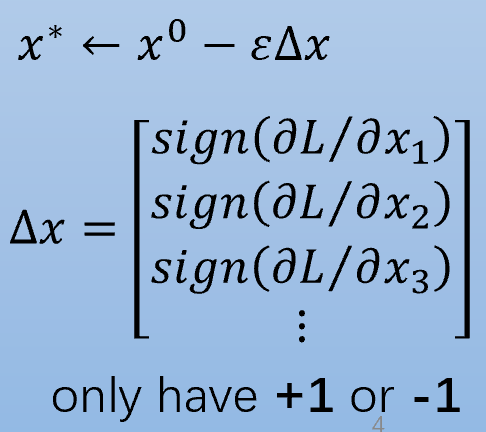 x* ← x⁰ − εΔx
Δx = [sign(∂L/∂x₁)
sign(∂L/∂x₂)
sign(∂L/∂x₃)
⋮]
only have +1 or -1
4